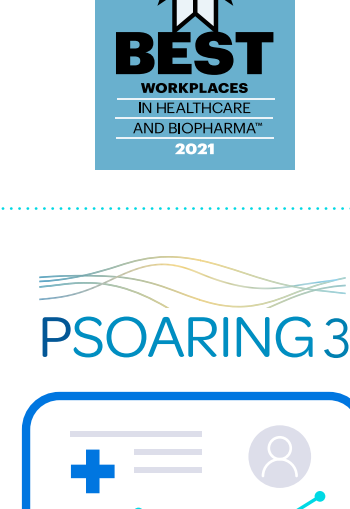 BEST
WORKPLACES
IN HEALTHCARE
AND BIOPHARMA™
2021
PSOARING 3